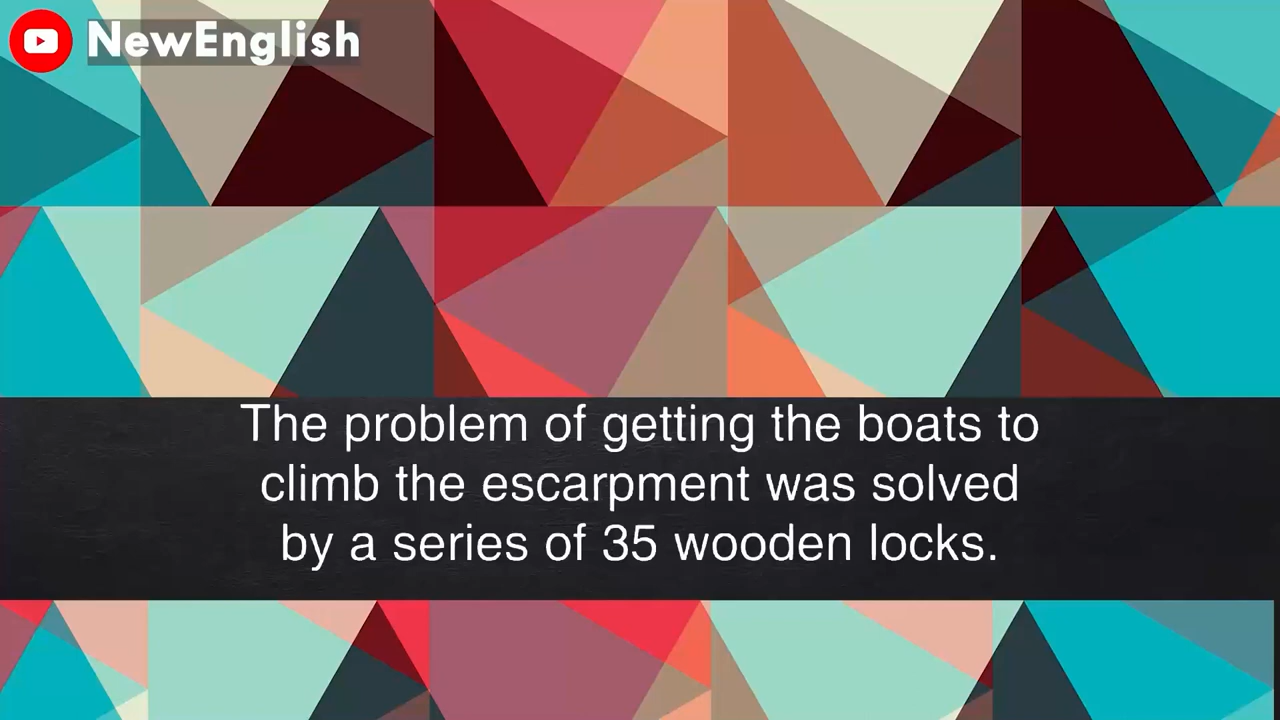 NewEnglish
The problem of getting the boats to
climb the escarpment was solved
by a series of 35 wooden locks.